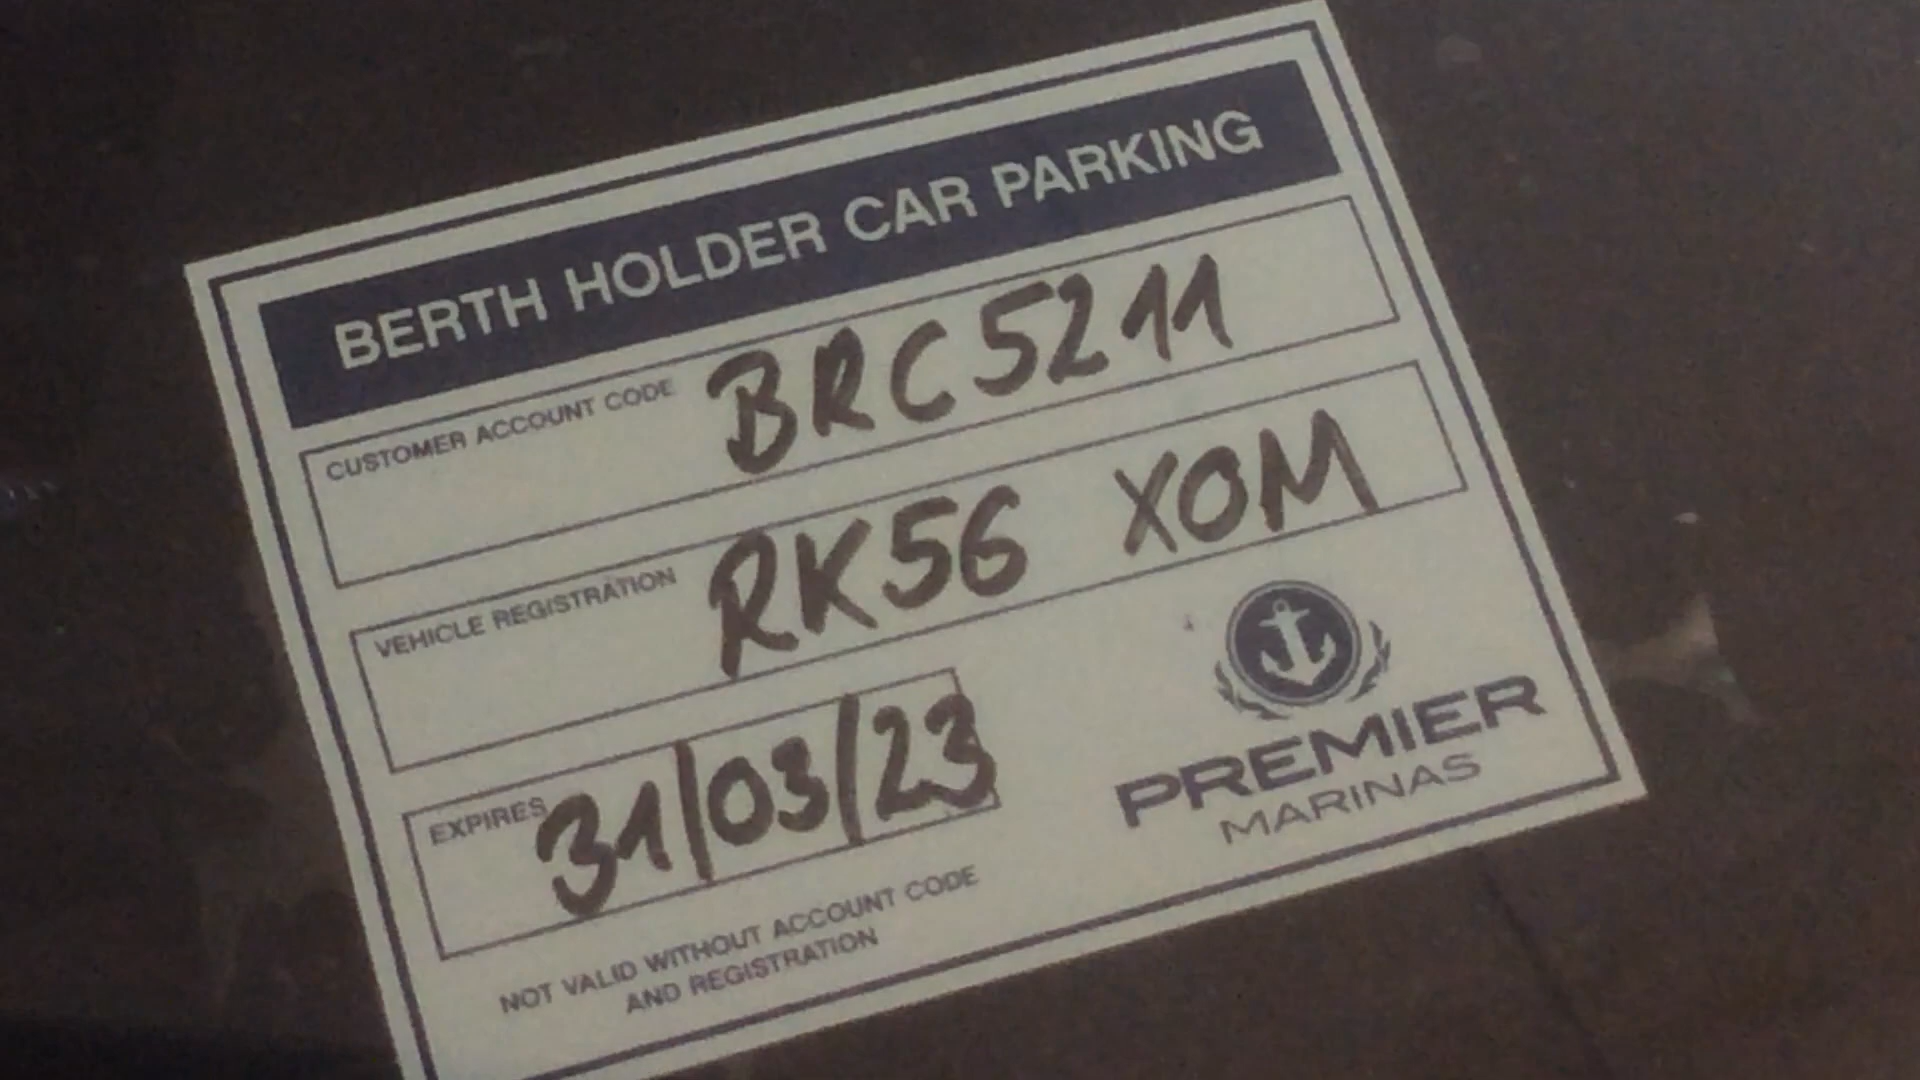 BERTH HOLDER CAR PARKING
CUSTOMER ACCOUNT CODE BRC5211
VEHICLE REGISTRATION RK56 XOM
EXPIRES 31/03/23
PREMIER
MARINAS
NOT VALID WITHOUT ACCOUNT CODE
AND REGISTRATION